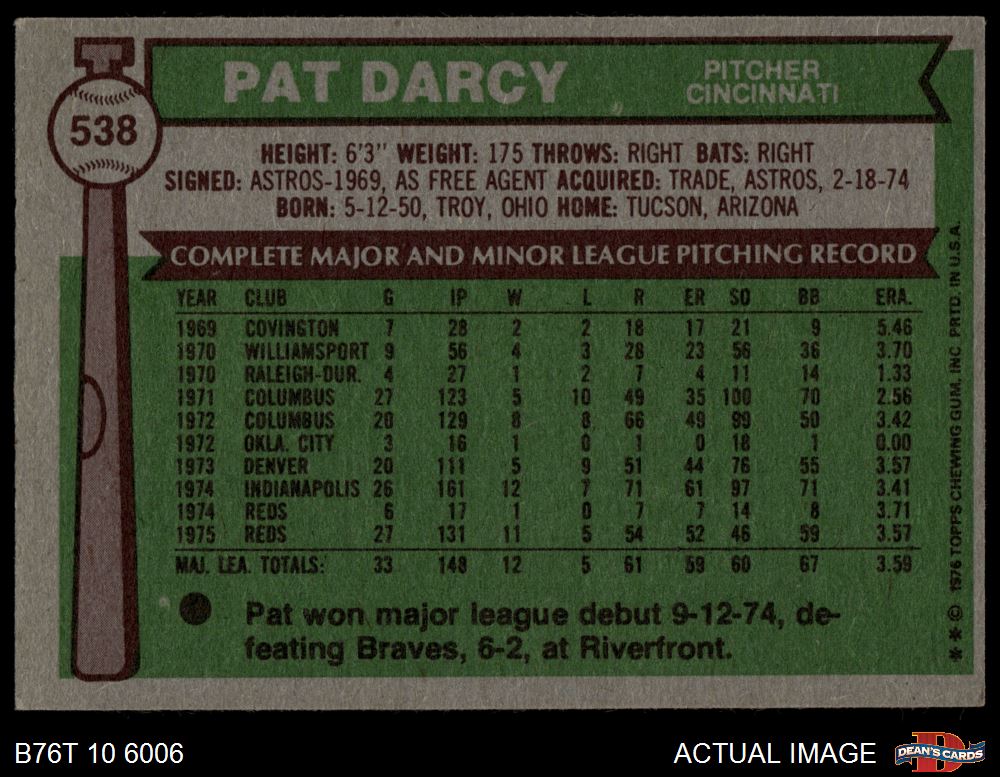 PAT DARCY
PITCHER
CINCINNATI
538
HEIGHT: 6'3" WEIGHT: 175 THROWS: RIGHT BATS: RIGHT
SIGNED: ASTROS-1969, AS FREE AGENT ACQUIRED: TRADE, ASTROS, 2-18-74
BORN: 5-12-50, TROY, OHIO HOME: TUCSON, ARIZONA
COMPLETE MAJOR AND MINOR LEAGUE PITCHING RECORD
YEAR CLUB G IP W L R ER SO BB ERA.
1969 COVINGTON 7 28 2 2 18 17 21 9 5.46
1970 WILLIAMSPORT 9 56 4 3 28 23 56 36 3.70
1970 RALEIGH-DUR. 4 27 1 2 7 4 11 14 1.33
1971 COLUMBUS 27 123 5 10 49 35 100 70 2.56
1972 COLUMBUS 20 129 8 8 66 49 99 50 3.42
1972 OKLA. CITY 3 16 1 0 1 0 18 1 0.00
1973 DENVER 20 111 5 9 51 44 76 55 3.57
1974 INDIANAPOLIS 26 161 12 7 71 61 97 71 3.41
1974 REDS 6 17 1 0 7 7 14 8 3.71
1975 REDS 27 131 11 5 54 52 46 59 3.57
MAJ. LEA. TOTALS: 33 148 12 5 61 59 60 67 3.59
Pat won major league debut 9-12-74, de-
feating Braves, 6-2, at Riverfront.
** © 1976 TOPPS CHEWING GUM, INC PRTD. IN U.S.A.
B76T 10 6006
ACTUAL IMAGE
D
DEAN'S CARDS